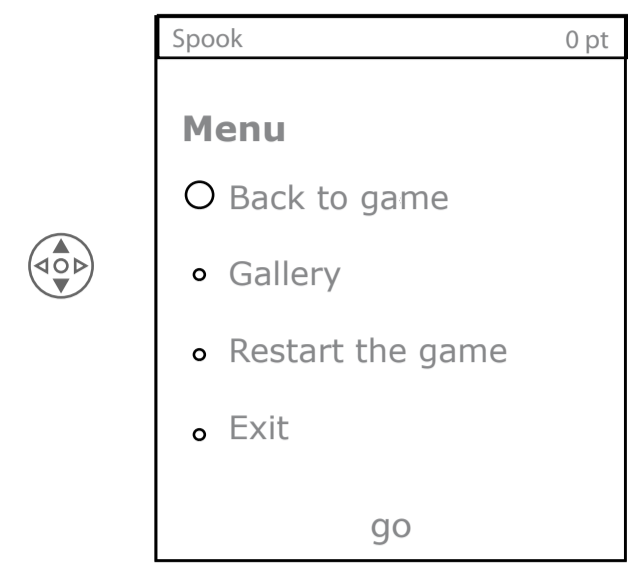 Spook 0 pt
Menu
Back to game
Gallery
Restart the game
Exit
go